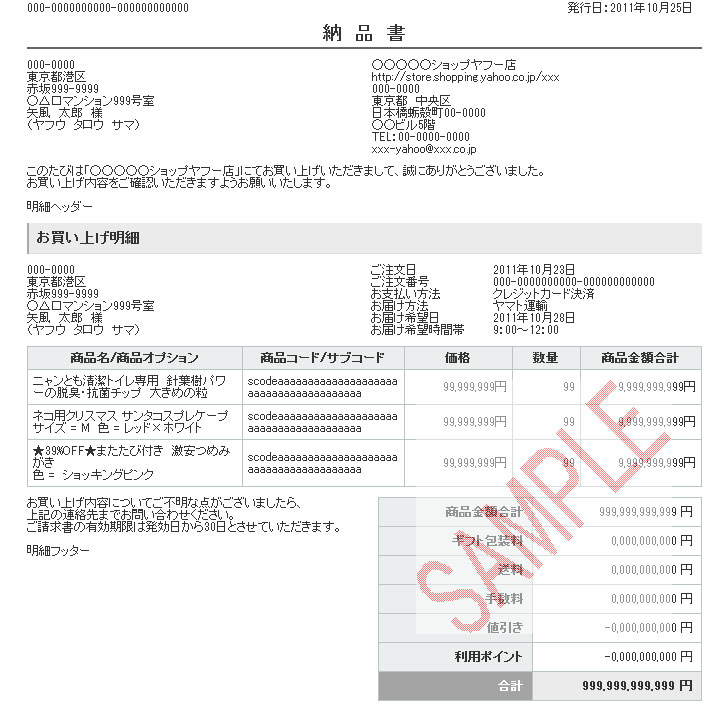 000-0000000000-000000000000
発行日:2011年10月25日
納 品 書
000-0000
東京都港区
赤坂999-9999
○△口マンション999号室
矢風 太郎 様
(ヤフウ タロウ サマ)
○○○○○ショップヤフー店
http://store.shopping.yahoo.co.jp/xxx
000-0000
東京都 中央区
日本橋蛎殻町00-0000
○○ビル5階
TEL:00-0000-0000
xxx-yahoo@xxx.co.jp
このたびは「○○○○○ショップヤフー店」にてお買い上げいただきまして、誠にありがとうございました。
お買い上げ内容をご確認いただきますようお願いいたします。
明細ヘッダー
お買い上げ明細
000-0000
東京都港区
赤坂999-9999
○△口マンション999号室
矢風 太郎 様
(ヤフウ タロウ サマ)
ご注文日 2011年10月23日
ご注文番号 000-0000000000-000000000000
お支払い方法 クレジットカード決済
お届け方法 ヤマト運輸
お届け希望日 2011年10月28日
お届け希望時間帯 9:00〜12:00
商品名/商品オプション 商品コード/サブコード 価格 数量 商品金額合計
ニャンとも清潔トイレ専用 針葉樹パワ
ーの脱臭・抗菌チップ 大きめの粒
scodeaaaaaaaaaaaaaaaaaaaa
aaaaaaaaaaaaaaaaaaa
99,999,999円 99 9,999,999,999円
ネコ用クリスマス サンタコスプレケープ
サイズ = M 色 = レッド×ホワイト
scodeaaaaaaaaaaaaaaaaaaaa
aaaaaaaaaaaaaaaaaaa
99,999,999円 99 9,999,999,999円
★39%OFF★またたび付き 激安つめみ
がき
色 = ショッキングピンク
scodeaaaaaaaaaaaaaaaaaaaa
aaaaaaaaaaaaaaaaaaa
99,999,999円 99 9,999,999,999円
SAMPLE
お買い上げ内容についてご不明な点がございましたら、
上記の連絡先までお問い合わせください。
ご請求書の有効期限は発効日から30日とさせていただきます。
明細フッター
商品金額合計 999,999,999,999 円
ギフト包装料 0,000,000,000 円
送料 0,000,000,000 円
手数料 0,000,000,000 円
値引き -0,000,000,000 円
利用ポイント -0,000,000,000 円
合計 999,999,999,999 円